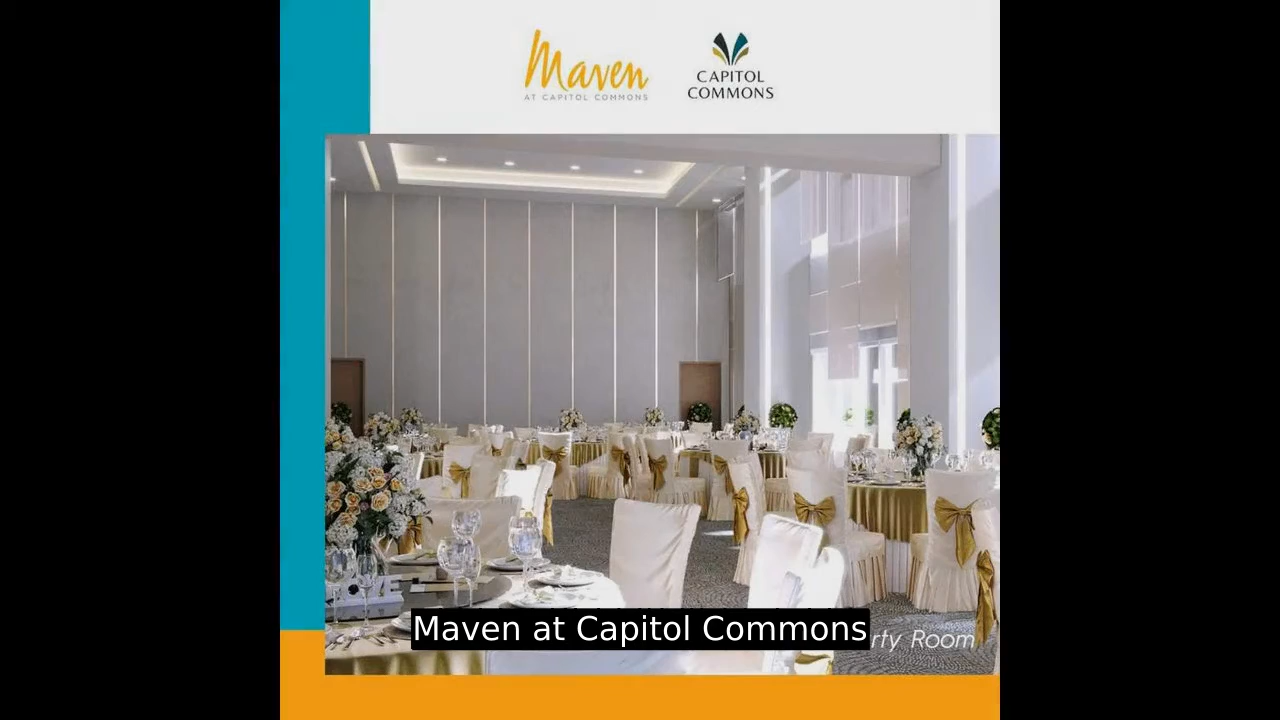 Maven
AT CAPITOL COMMONS
CAPITOL
COMMONS
Maven at Capitol Commons
rty Room